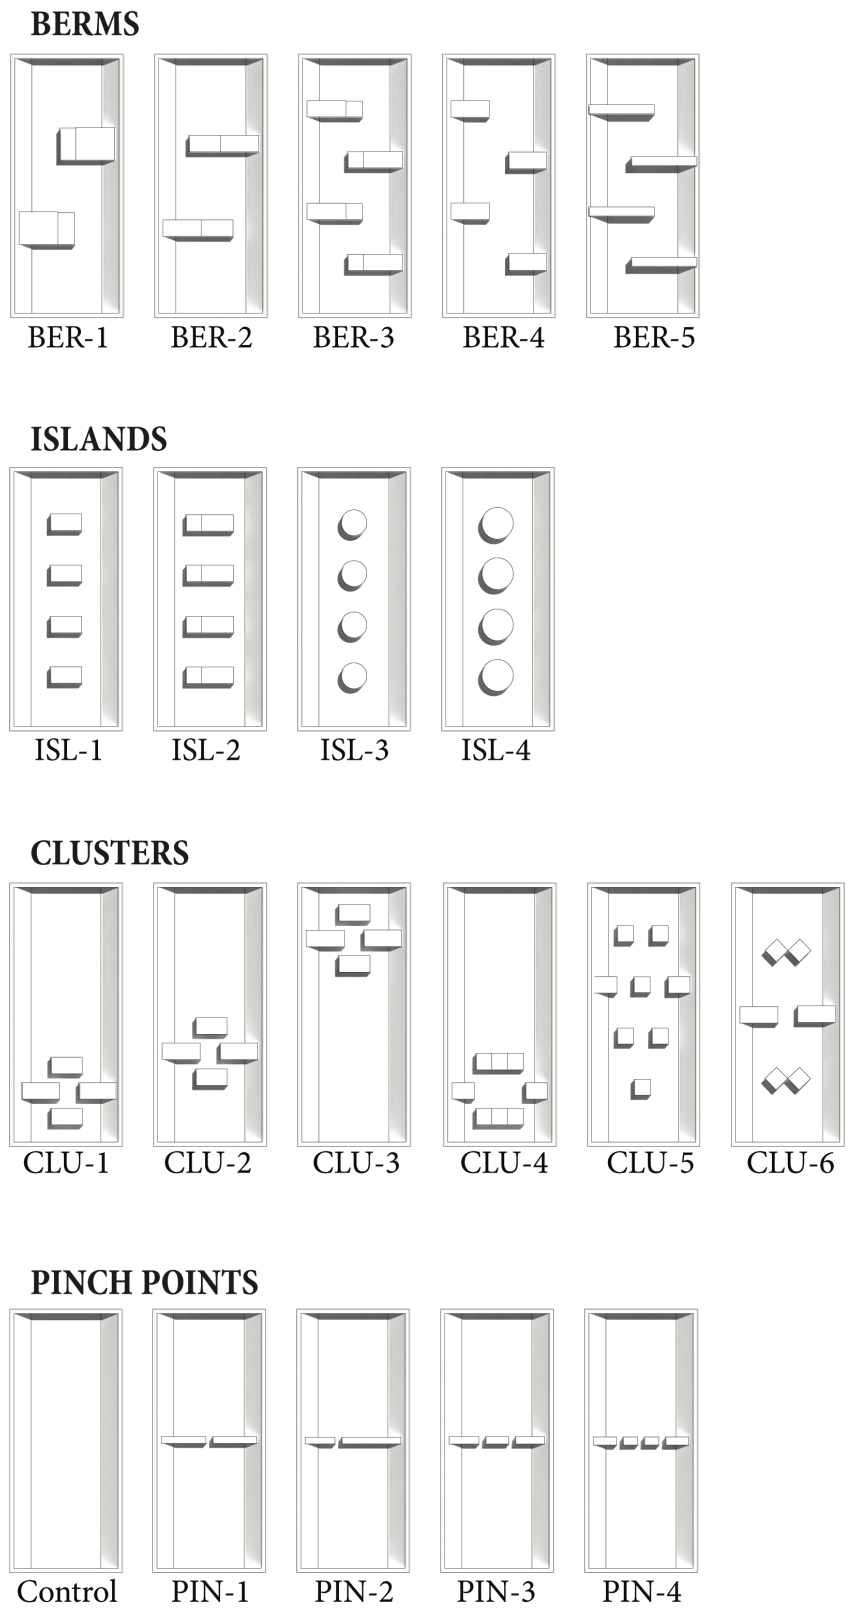 BERMS
BER-1 BER-2 BER-3 BER-4 BER-5
ISLANDS
ISL-1 ISL-2 ISL-3 ISL-4
CLUSTERS
CLU-1 CLU-2 CLU-3 CLU-4 CLU-5 CLU-6
PINCH POINTS
Control PIN-1 PIN-2 PIN-3 PIN-4